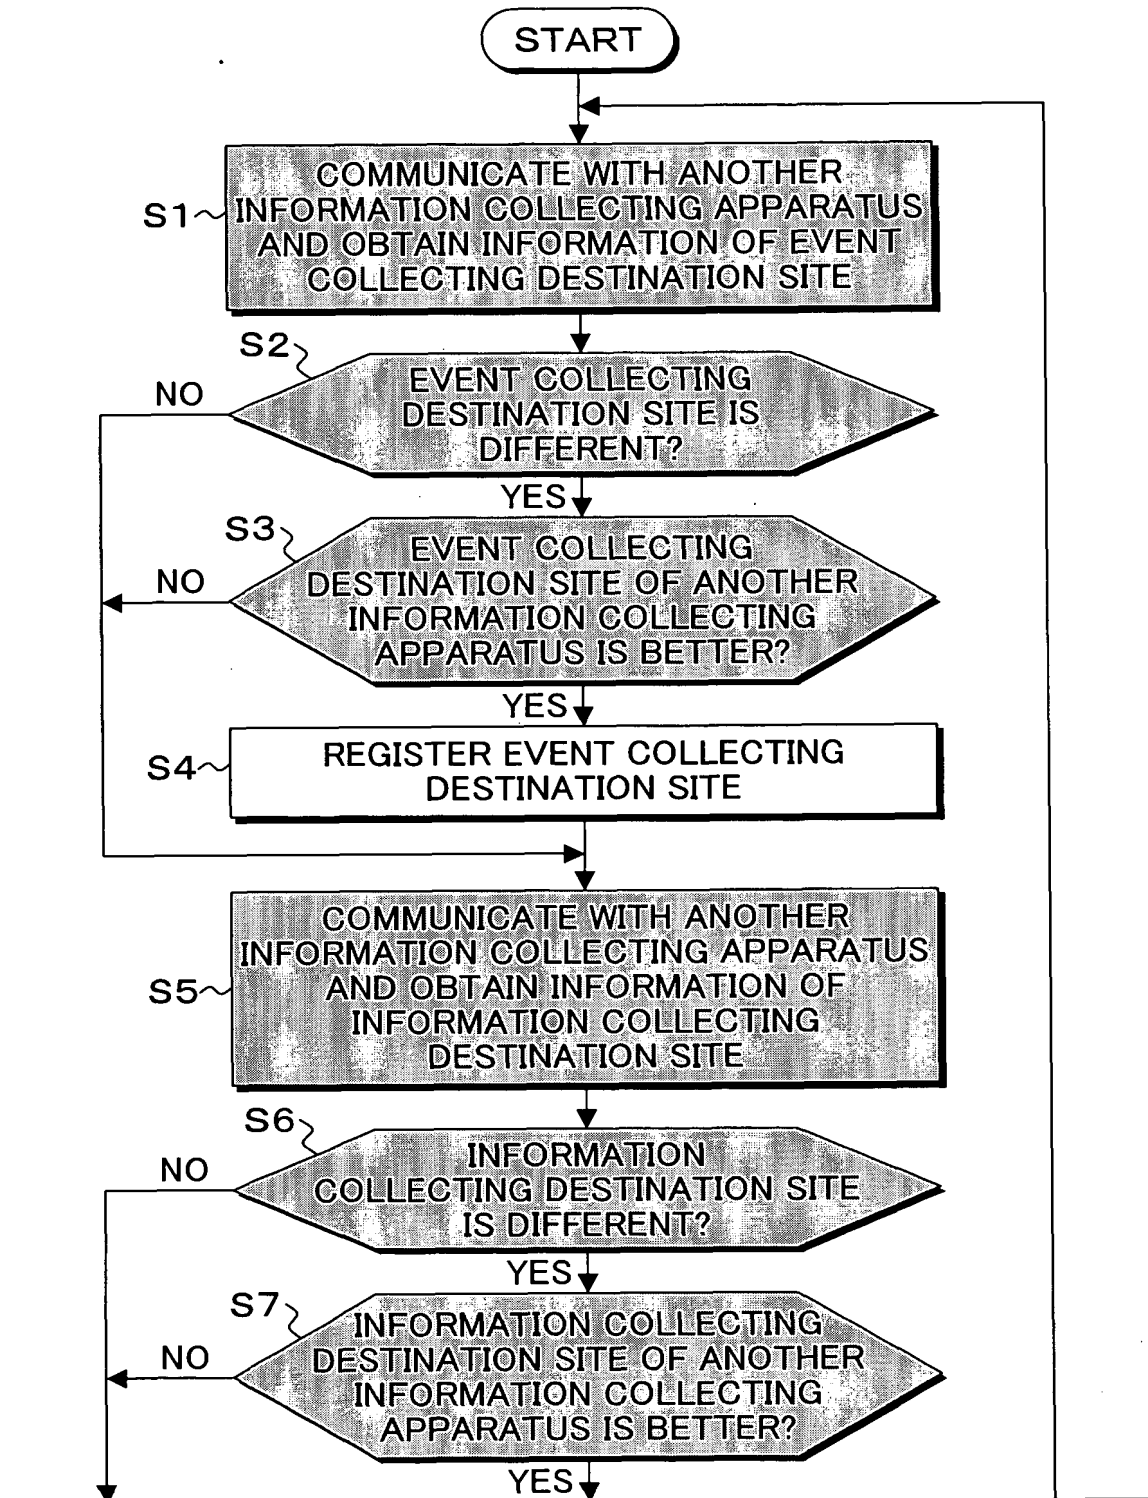 START
S1
COMMUNICATE WITH ANOTHER
INFORMATION COLLECTING APPARATUS
AND OBTAIN INFORMATION OF EVENT
COLLECTING DESTINATION SITE
S2
NO
EVENT COLLECTING
DESTINATION SITE IS
DIFFERENT?
YES
S3
NO
EVENT COLLECTING
DESTINATION SITE OF ANOTHER
INFORMATION COLLECTING
APPARATUS IS BETTER?
YES
S4
REGISTER EVENT COLLECTING
DESTINATION SITE
S5
COMMUNICATE WITH ANOTHER
INFORMATION COLLECTING APPARATUS
AND OBTAIN INFORMATION OF
INFORMATION COLLECTING
DESTINATION SITE
S6
NO
INFORMATION
COLLECTING DESTINATION SITE
IS DIFFERENT?
YES
S7
NO
INFORMATION COLLECTING
DESTINATION SITE OF ANOTHER
INFORMATION COLLECTING
APPARATUS IS BETTER?
YES